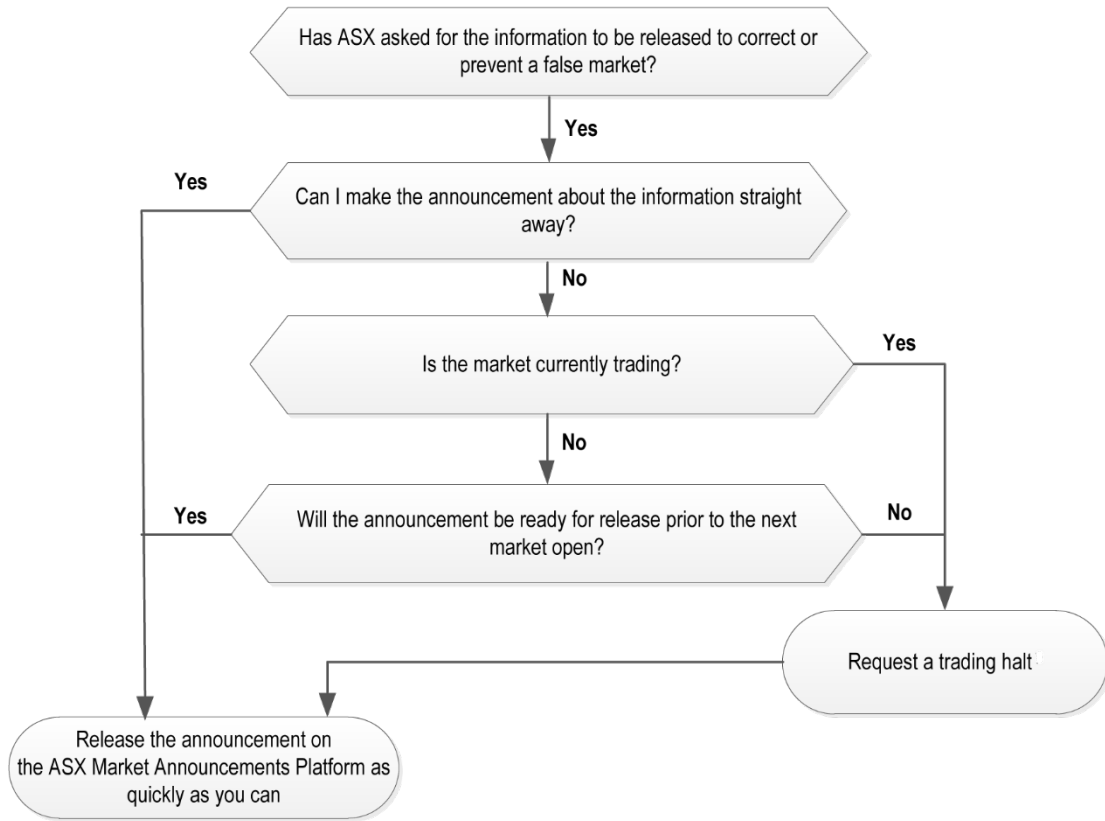 Has ASX asked for the information to be released to correct or
prevent a false market?
Yes
Yes
Can I make the announcement about the information straight
away?
No
Is the market currently trading?
Yes
No
Yes
Will the announcement be ready for release prior to the next
market open?
No
Request a trading halt
Release the announcement on
the ASX Market Announcements Platform as
quickly as you can